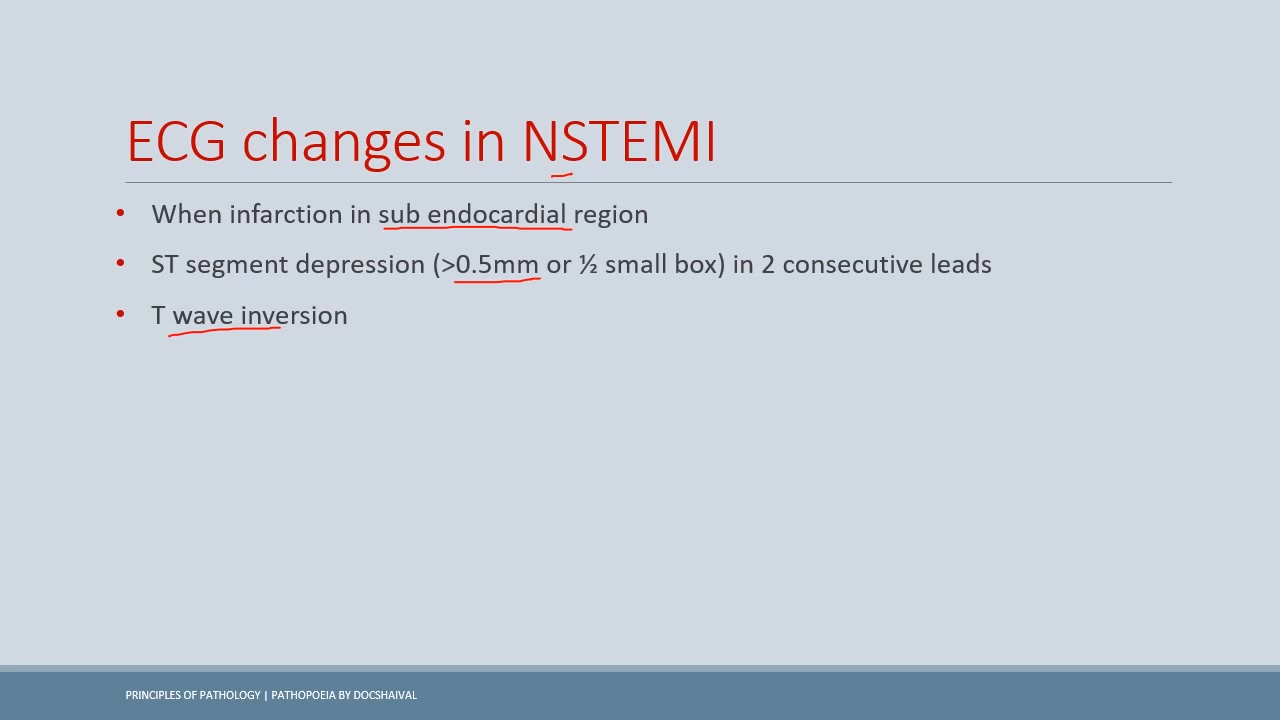 ECG changes in NSTEMI
• When infarction in sub endocardial region
• ST segment depression (>0.5mm or ½ small box) in 2 consecutive leads
• T wave inversion
PRINCIPLES OF PATHOLOGY | PATHOPOEIA BY DOCSHAIVAL